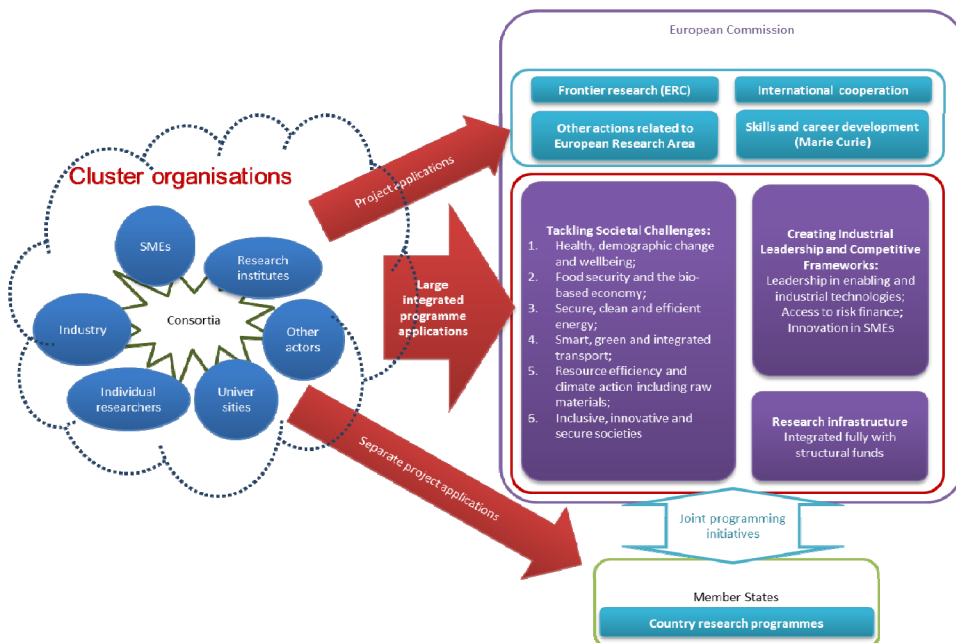 European Commission
Frontier research (ERC)
International cooperation
Other actions related to
European Research Area
Skills and career development
(Marie Curie)
Project applications
Cluster organisations
SMEs
Research
institutes
Industry
Consortia
Other
actors
Individual
researchers
Univer
sities
Large
integrated
programme
applications
Separate project applications
Tackling Societal Challenges:
1. Health, demographic change
and wellbeing;
2. Food security and the bio-
based economy;
3. Secure, clean and efficient
energy;
4. Smart, green and integrated
transport;
5. Resource efficiency and
climate action including raw
materials;
6. Inclusive, innovative and
secure societies
Creating Industrial
Leadership and Competitive
Frameworks:
Leadership in enabling and
industrial technologies;
Access to risk finance;
Innovation in SMEs
Research infrastructure
Integrated fully with
structural funds
Joint programming
initiatives
Member States
Country research programmes